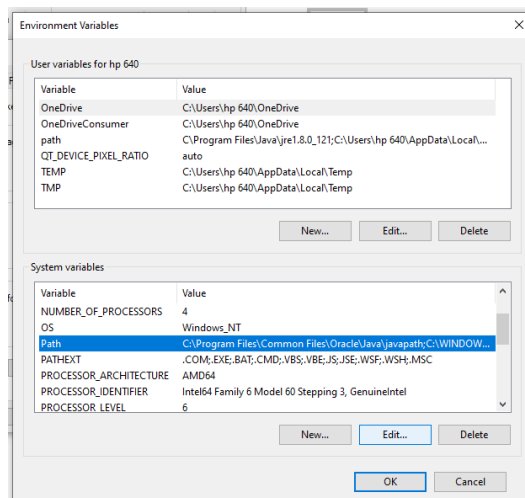 Environment Variables
User variables for hp 640
Variable Value
OneDrive C:\Users\hp 640\OneDrive
OneDriveConsumer C:\Users\hp 640\OneDrive
path C\Program Files\Java\jre1.8.0_121;C:\Users\hp 640\AppData\Local\...
QT_DEVICE_PIXEL_RATIO auto
TEMP C:\Users\hp 640\AppData\Local\Temp
TMP C:\Users\hp 640\AppData\Local\Temp
New... Edit... Delete
System variables
Variable Value
NUMBER_OF_PROCESSORS 4
OS Windows_NT
Path C:\Program Files\Common Files\Oracle\Java\javapath;C:\WINDOW...
PATHEXT .COM;.EXE;.BAT;.CMD;.VBS;.VBE;.JS;.JSE;.WSF;.WSH;.MSC
PROCESSOR_ARCHITECTURE AMD64
PROCESSOR_IDENTIFIER Intel64 Family 6 Model 60 Stepping 3, GenuineIntel
PROCESSOR_LEVEL 6
New... Edit... Delete
OK Cancel